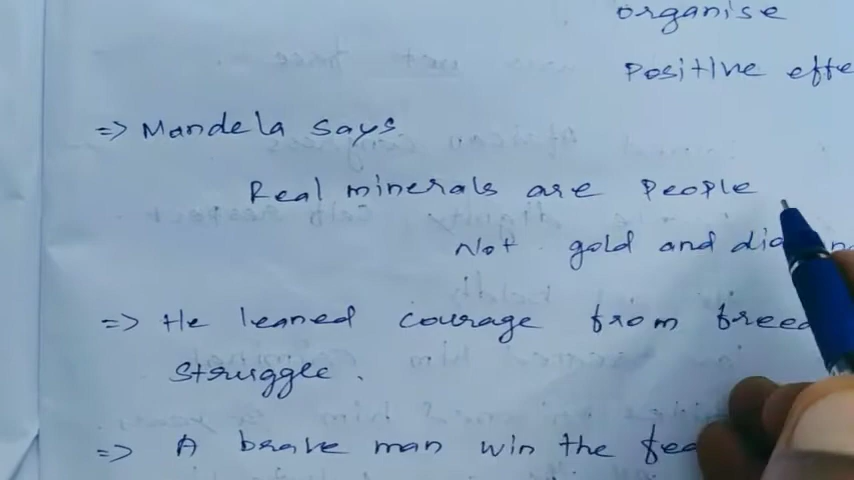 organise
Positive effe
=> Mandela says
Real minerals are People
Not gold and dia
=> He leaned courage from freed
struggle.
=> A brave man win the fea